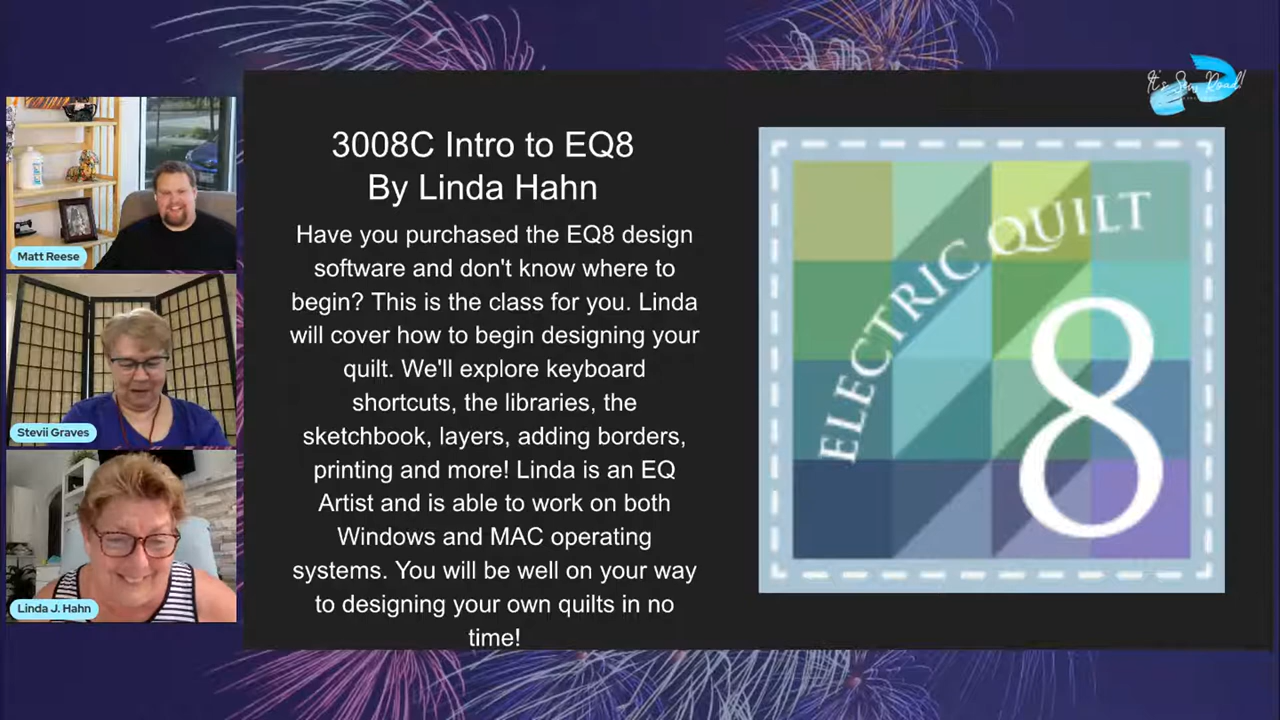 It's Sew Road!
3008C Intro to EQ8
By Linda Hahn
Have you purchased the EQ8 design
software and don't know where to
begin? This is the class for you. Linda
will cover how to begin designing your
quilt. We'll explore keyboard
shortcuts, the libraries, the
sketchbook, layers, adding borders,
printing and more! Linda is an EQ
Artist and is able to work on both
Windows and MAC operating
systems. You will be well on your way
to designing your own quilts in no
time!
ELECTRIC QUILT
8
Matt Reese
Stevii Graves
Linda J. Hahn